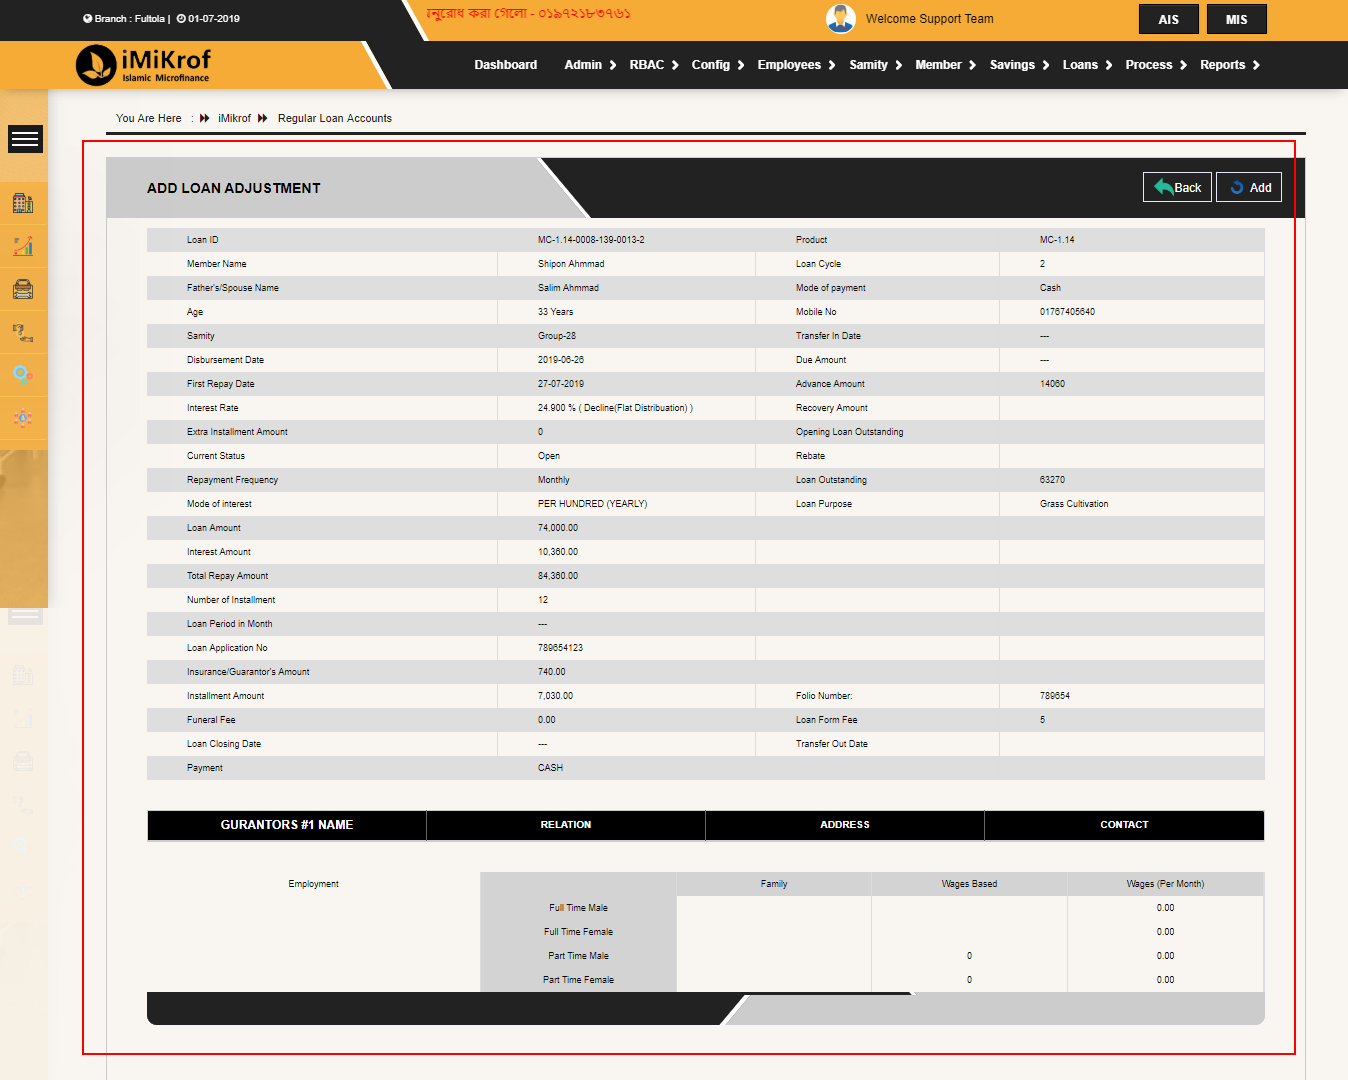 Branch : Fultola | 01-07-2019
নুরোধ করা গেলো - ০১৯৭২১৮৩৭৬১
Welcome Support Team
AIS MIS
iMiKrof
Islamic Microfinance
Dashboard Admin RBAC Config Employees Samity Member Savings Loans Process Reports
You Are Here : iMikrof Regular Loan Accounts
ADD LOAN ADJUSTMENT
Back Add
Loan ID MC-1.14-0008-139-0013-2 Product MC-1.14
Member Name Shipon Ahmmad Loan Cycle 2
Father's/Spouse Name Salim Ahmmad Mode of payment Cash
Age 33 Years Mobile No 01767405640
Samity Group-28 Transfer In Date ---
Disbursement Date 2019-06-26 Due Amount ---
First Repay Date 27-07-2019 Advance Amount 14060
Interest Rate 24.900 % ( Decline(Flat Distribuation) ) Recovery Amount
Extra Installment Amount 0 Opening Loan Outstanding
Current Status Open Rebate
Repayment Frequency Monthly Loan Outstanding 63270
Mode of interest PER HUNDRED (YEARLY) Loan Purpose Grass Cultivation
Loan Amount 74,000.00
Interest Amount 10,360.00
Total Repay Amount 84,360.00
Number of Installment 12
Loan Period in Month ---
Loan Application No 789654123
Insurance/Guarantor's Amount 740.00
Installment Amount 7,030.00 Folio Number: 789654
Funeral Fee 0.00 Loan Form Fee 5
Loan Closing Date --- Transfer Out Date
Payment CASH
GURANTORS #1 NAME RELATION ADDRESS CONTACT
Employment Family Wages Based Wages (Per Month)
Full Time Male 0.00
Full Time Female 0.00
Part Time Male 0 0.00
Part Time Female 0 0.00